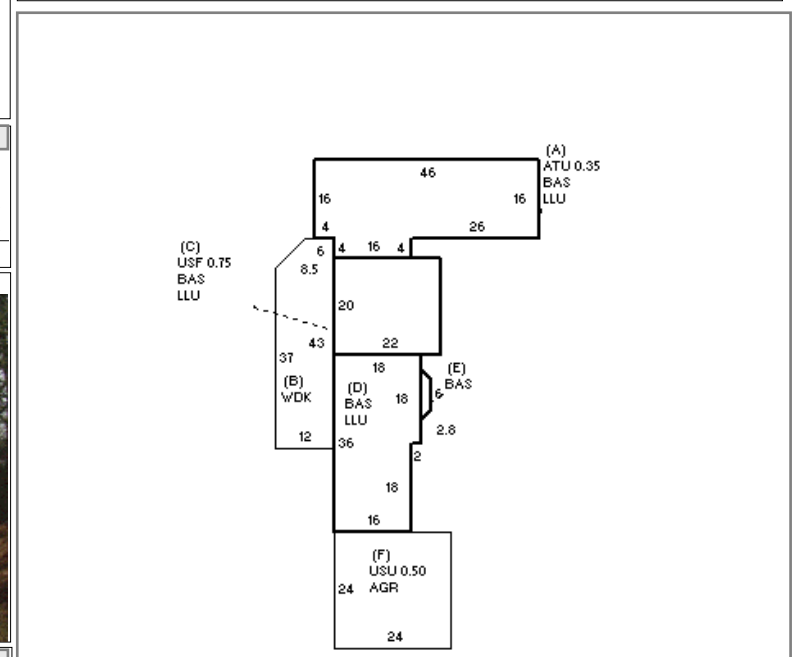 (A)
ATU 0.35
BAS
LLU
46
16
16
4
26
(C)
USF 0.75
BAS
LLU
6
4
16
4
8.5
20
43
22
37
(B)
WDK
12
18
(D)
BAS
LLU
18
36
(E)
BAS
6
2.8
2
18
16
(F)
USU 0.50
AGR
24
24